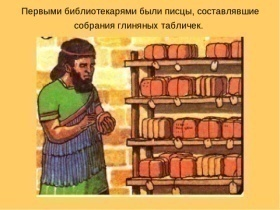 Первыми библиотекарями были писцы, составлявшие
собрания глиняных табличек.